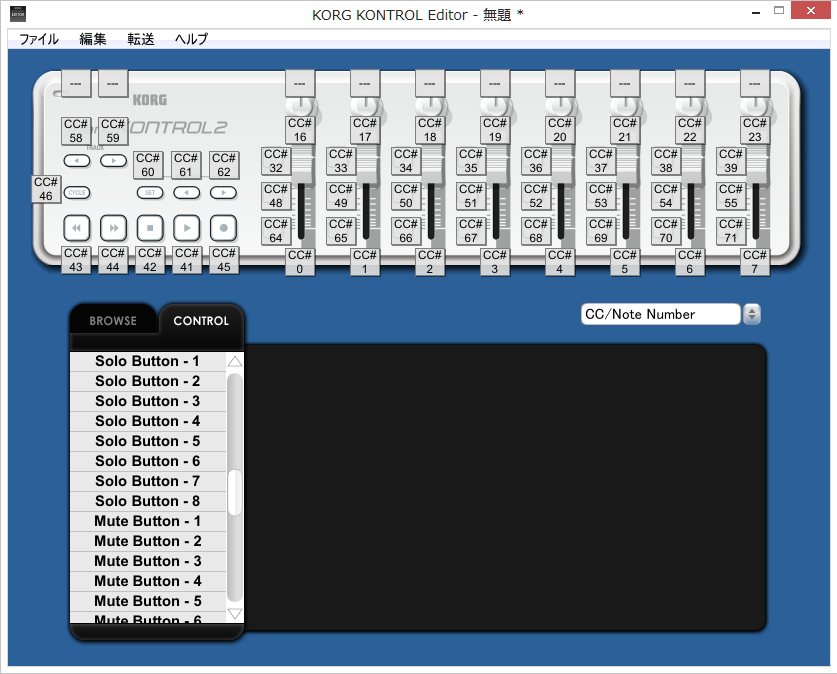 KORG KONTROL Editor - 無題 *
ファイル 編集 転送 ヘルプ
--- --- --- --- --- --- --- --- --- ---
KORG
CC# 16 CC# 17 CC# 18 CC# 19 CC# 20 CC# 21 CC# 22 CC# 23
CC# 58 CC# 59
KONTROL2
TRACK
CC# 60 CC# 61 CC# 62
CC# 32 CC# 33 CC# 34 CC# 35 CC# 36 CC# 37 CC# 38 CC# 39
CC# 46
CYCLE SET
CC# 48 CC# 49 CC# 50 CC# 51 CC# 52 CC# 53 CC# 54 CC# 55
CC# 64 CC# 65 CC# 66 CC# 67 CC# 68 CC# 69 CC# 70 CC# 71
CC# 43 CC# 44 CC# 42 CC# 41 CC# 45
CC# 0 CC# 1 CC# 2 CC# 3 CC# 4 CC# 5 CC# 6 CC# 7
BROWSE CONTROL
CC/Note Number
Solo Button - 1
Solo Button - 2
Solo Button - 3
Solo Button - 4
Solo Button - 5
Solo Button - 6
Solo Button - 7
Solo Button - 8
Mute Button - 1
Mute Button - 2
Mute Button - 3
Mute Button - 4
Mute Button - 5
Mute Button - 6